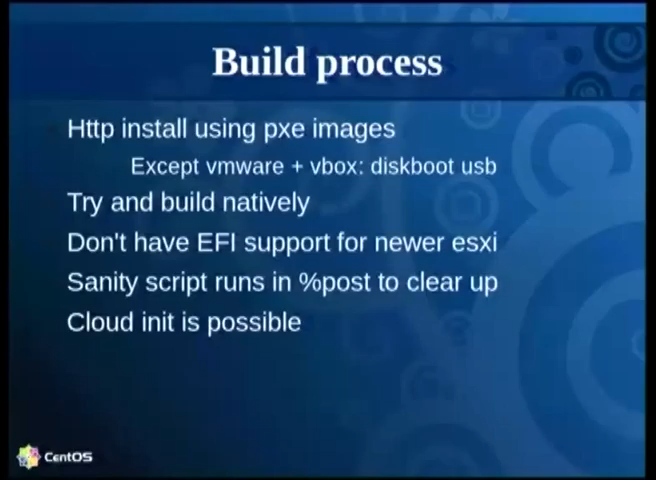 Build process
Http install using pxe images
Except vmware + vbox: diskboot usb
Try and build natively
Don't have EFI support for newer esxi
Sanity script runs in %post to clear up
Cloud init is possible
CentOS